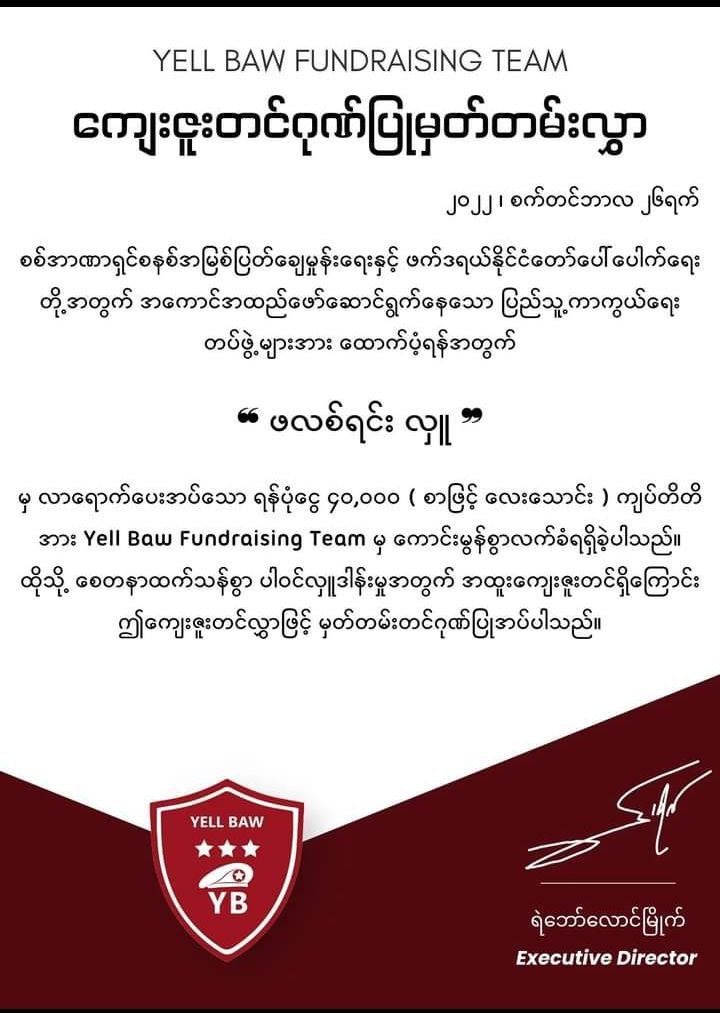 YELL BAW FUNDRAISING TEAM
ကျေးဇူးတင်ဂုဏ်ပြုမှတ်တမ်းလွှာ
၂၀၂၂ ၊ စက်တင်ဘာလ ၂၆ရက်
စစ်အာဏာရှင်စနစ်အမြစ်ပြတ်ချေမှုန်းရေးနှင့် ဖက်ဒရယ်နိုင်ငံတော်ပေါ်ပေါက်ရေး
တို့အတွက် အကောင်အထည်ဖော်ဆောင်ရွက်နေသော ပြည်သူ့ကာကွယ်ရေး
တပ်ဖွဲ့များအား ထောက်ပံ့ရန်အတွက်
❝ ဖလစ်ရင်း လှူ ❞
မှ လာရောက်ပေးအပ်သော ရန်ပုံငွေ ၄၀,၀၀၀ ( စာဖြင့် လေးသောင်း ) ကျပ်တိတိ
အား Yell Baw Fundraising Team မှ ကောင်းမွန်စွာလက်ခံရရှိခဲ့ပါသည်။
ထိုသို့ စေတနာထက်သန်စွာ ပါဝင်လှူဒါန်းမှုအတွက် အထူးကျေးဇူးတင်ရှိကြောင်း
ဤကျေးဇူးတင်လွှာဖြင့် မှတ်တမ်းတင်ဂုဏ်ပြုအပ်ပါသည်။
YELL BAW
YB
ရဲဘော်လောင်မြိုက်
Executive Director